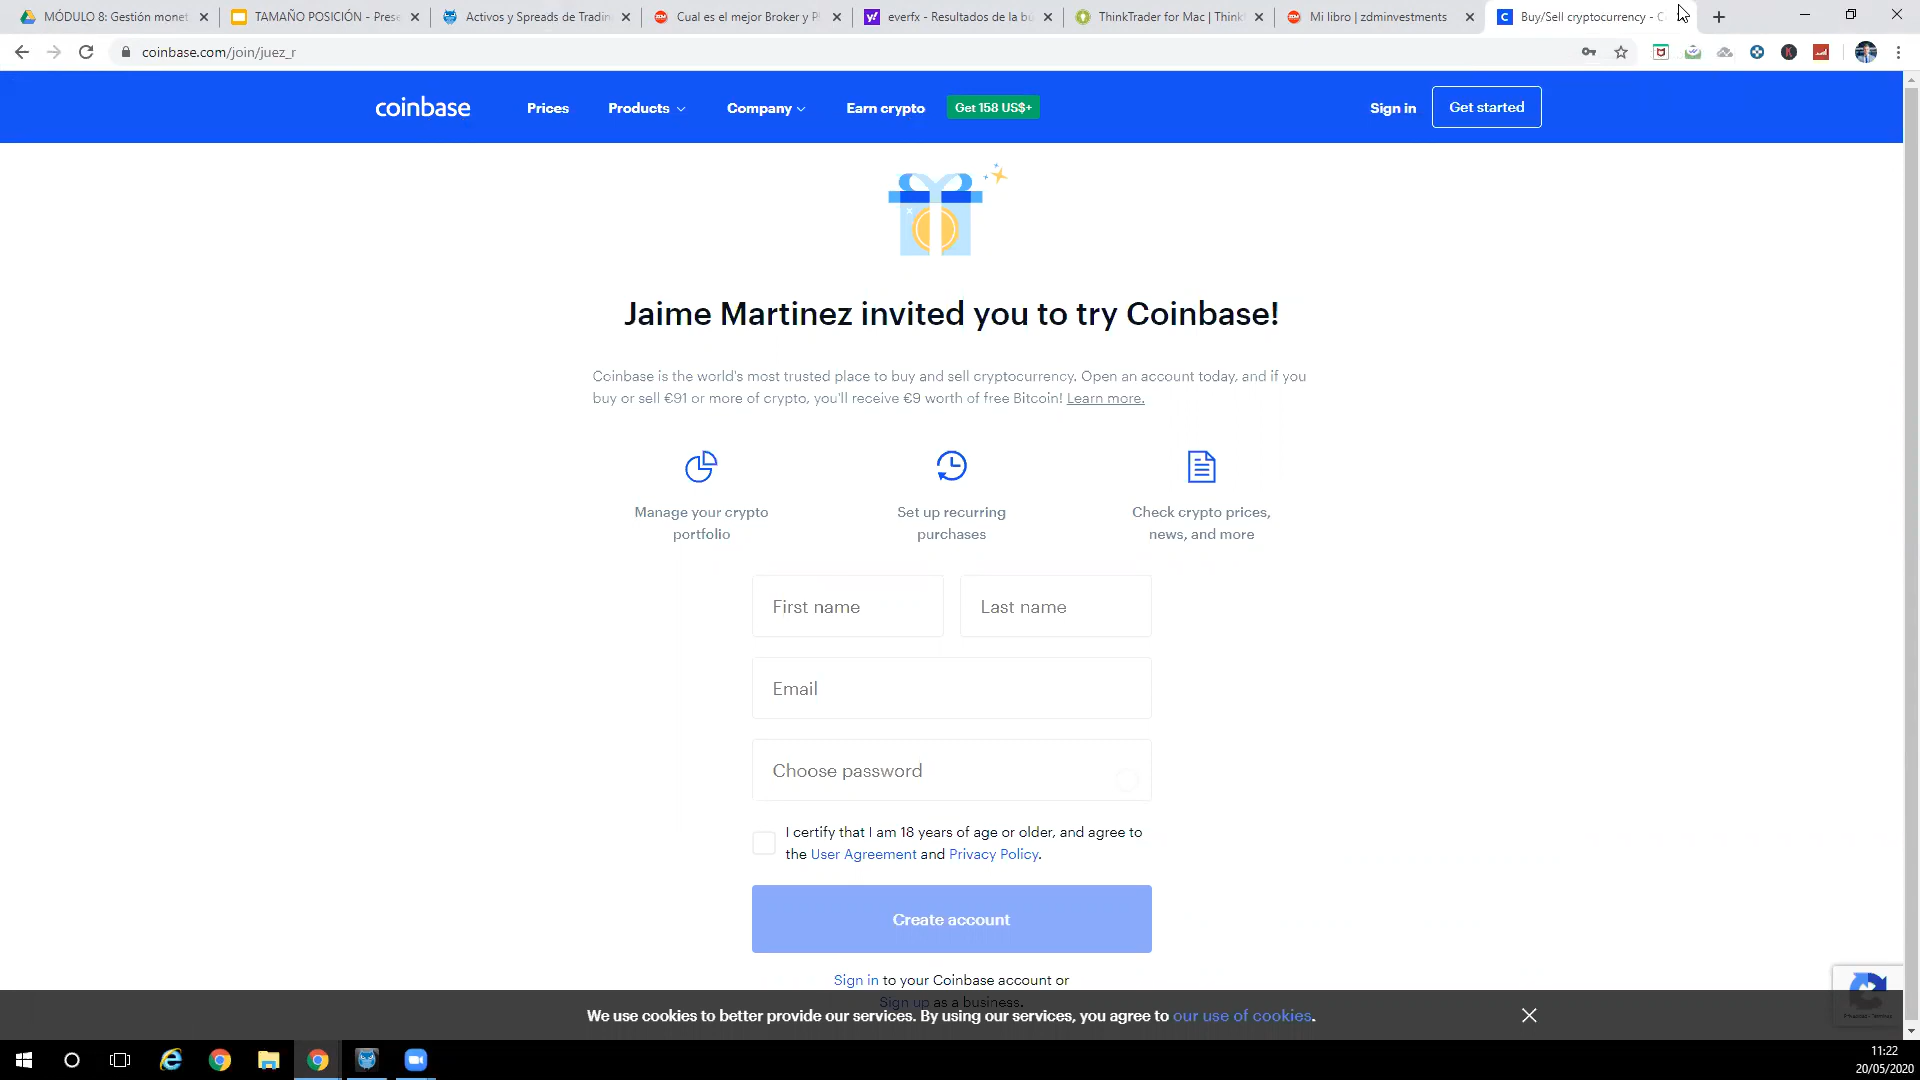 MÓDULO 8: Gestión monet
TAMAÑO POSICIÓN - Prese
Activos y Spreads de Tradin
Cual es el mejor Broker y P
everfx - Resultados de la bú
ThinkTrader for Mac | Think
Mi libro | zdminvestments
Buy/Sell cryptocurrency - C
coinbase.com/join/juez_r
coinbase
Prices
Products
Company
Earn crypto
Get 158 US$+
Sign in
Get started
Jaime Martinez invited you to try Coinbase!
Coinbase is the world's most trusted place to buy and sell cryptocurrency. Open an account today, and if you
buy or sell €91 or more of crypto, you'll receive €9 worth of free Bitcoin! Learn more.
Manage your crypto
portfolio
Set up recurring
purchases
Check crypto prices,
news, and more
First name
Last name
Email
Choose password
I certify that I am 18 years of age or older, and agree to
the User Agreement and Privacy Policy.
Create account
Sign in to your Coinbase account or
Sign up as a business.
We use cookies to better provide our services. By using our services, you agree to our use of cookies.
11:22
20/05/2020